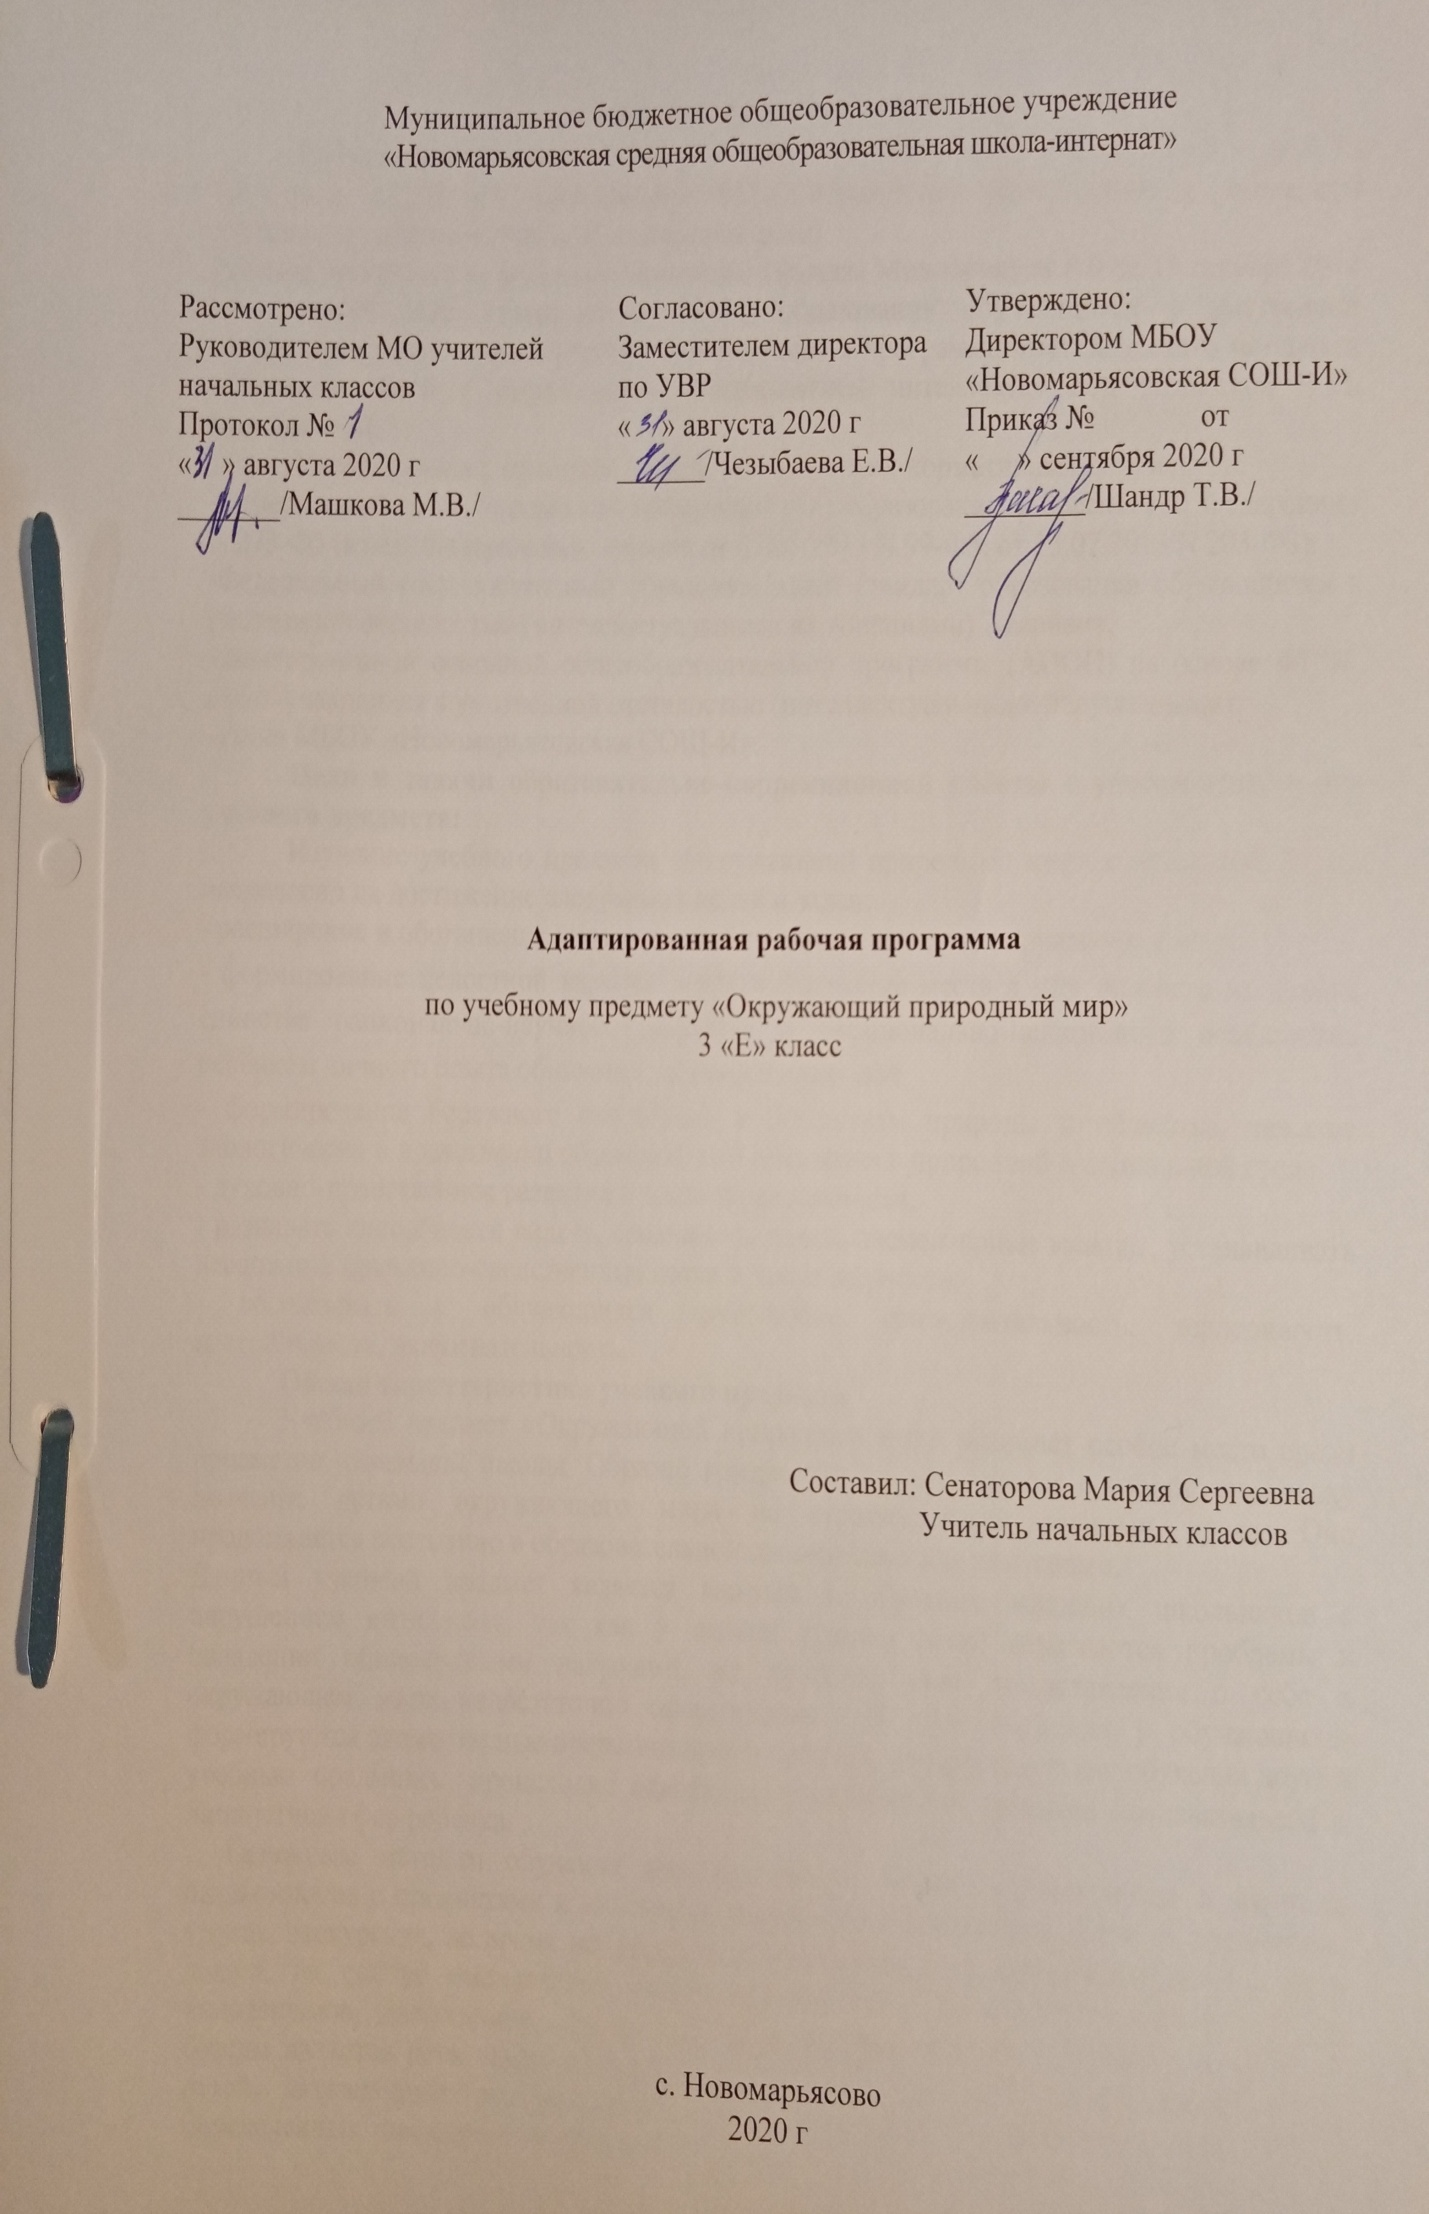 Муниципальное бюджетное общеобразовательное учреждение
«Новомарьясовская средняя общеобразовательная школа-интернат»
Рассмотрено:
Руководителем МО учителей
начальных классов
Протокол № 1
«31» августа 2020 г
/Машкова М.В./
Согласовано:
Заместителем директора
по УВР
«31» августа 2020 г
/Чезыбаева Е.В./
Утверждено:
Директором МБОУ
«Новомарьясовская СОШ-И»
Приказ № от
« » сентября 2020 г
/Шандр Т.В./
Адаптированная рабочая программа
по учебному предмету «Окружающий природный мир»
3 «Е» класс
Составил: Сенаторова Мария Сергеевна
Учитель начальных классов
с. Новомарьясово
2020 г